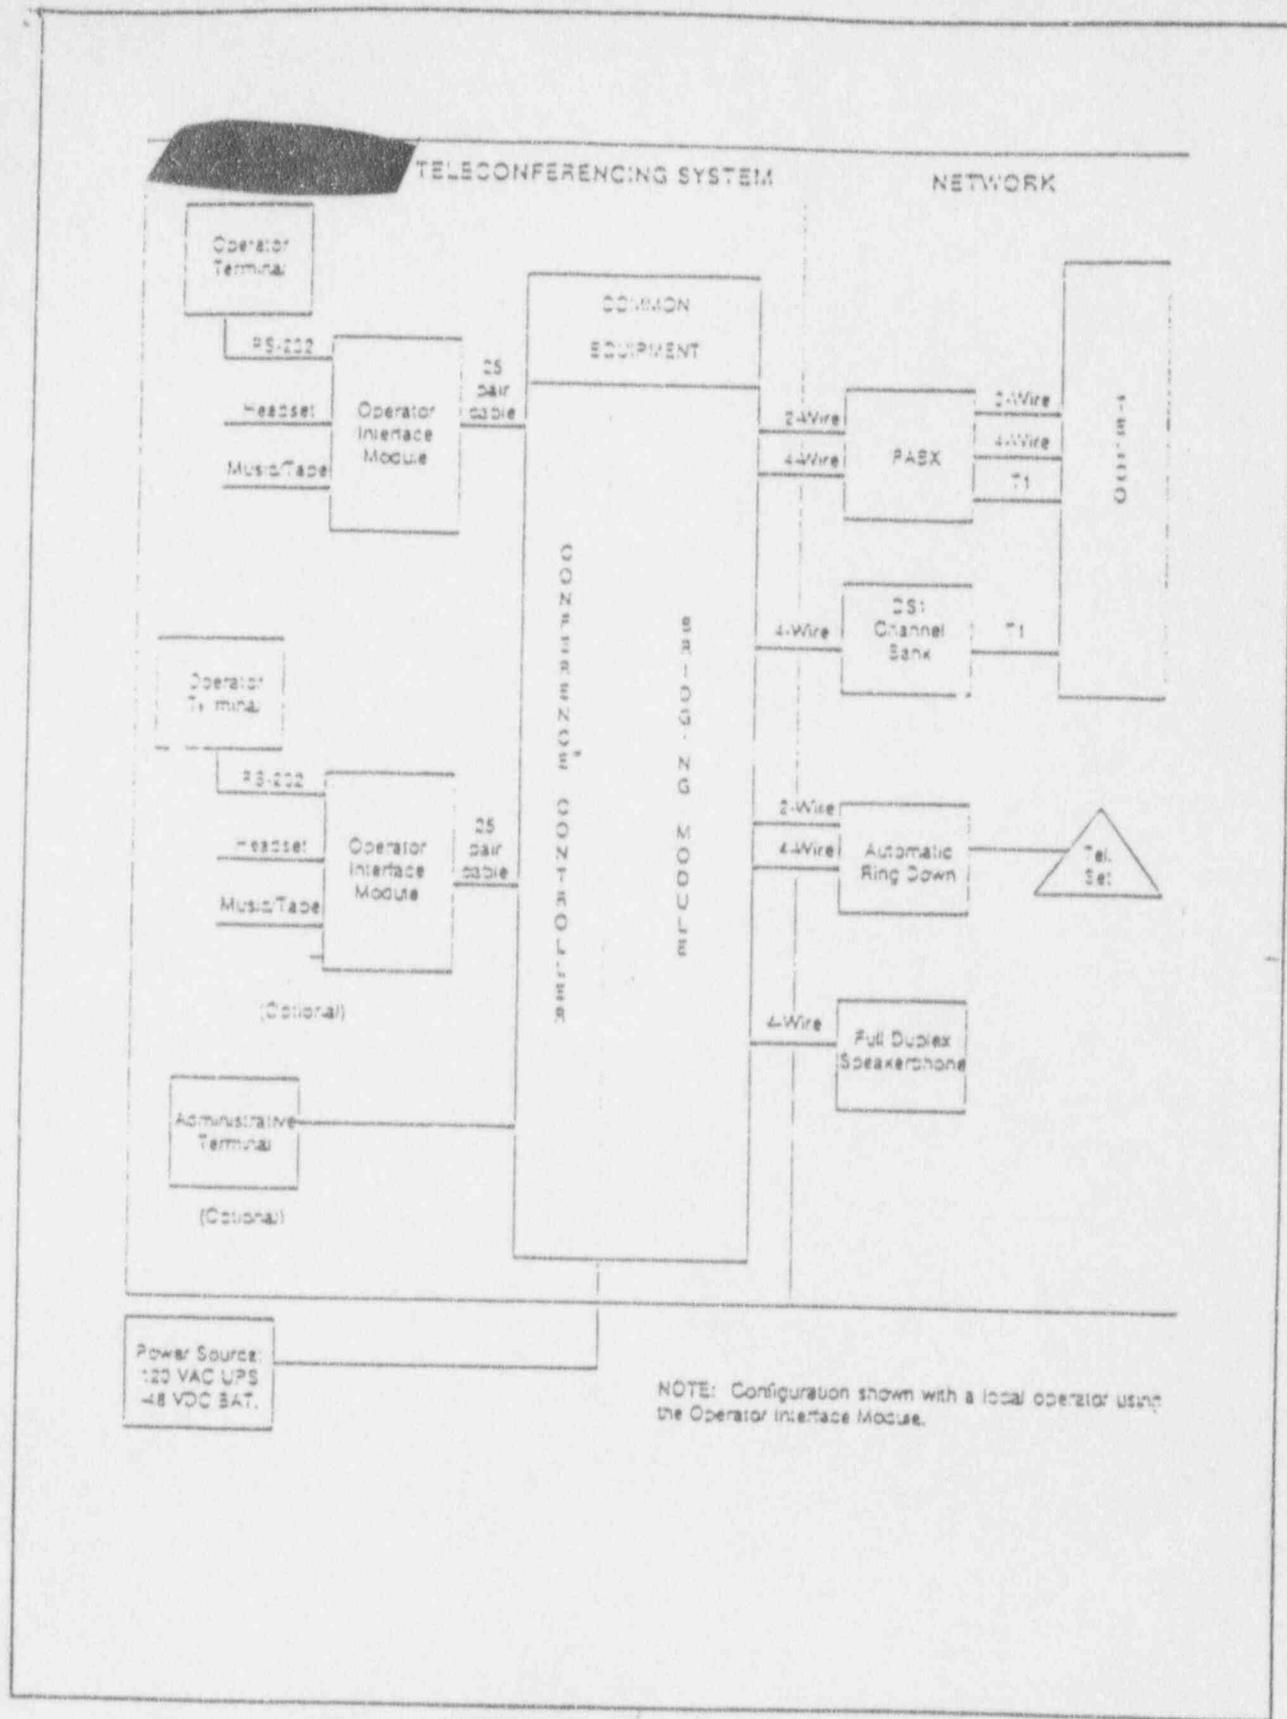 TELECONFERENCING SYSTEM
NETWORK
Operator
Terminal
RS-232
Headset
Music/Tape
Operator
Interface
Module
25
pair
cable
COMMON
EQUIPMENT
CONFERENCE CONTROLLER
BRIDGING MODULE
2-Wire
4-Wire
PABX
2-Wire
4-Wire
T1
4-Wire
DS1
Channel
Bank
T1
Operator
Terminal
RS-232
Headset
Music/Tape
Operator
Interface
Module
25
pair
cable
(Optional)
2-Wire
4-Wire
Automatic
Ring Down
Tel.
Set
4-Wire
Full Duplex
Speakerphone
Administrative
Terminal
(Optional)
Power Source:
120 VAC UPS
-48 VDC BAT.
NOTE: Configuration shown with a local operator using
the Operator Interface Module.